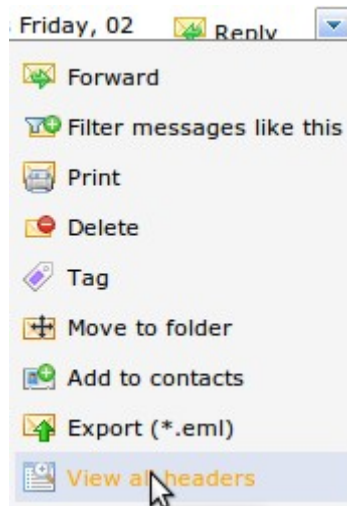 Friday, 02 Reply
Forward
Filter messages like this
Print
Delete
Tag
Move to folder
Add to contacts
Export (*.eml)
View all headers